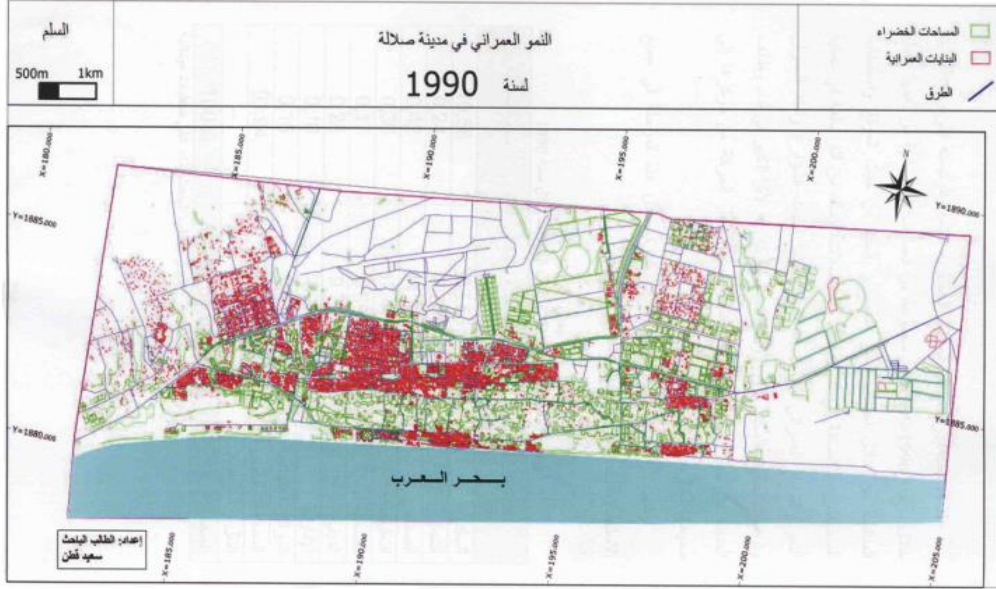 المساحات الخضراء
البنايات العمرانية
الطرق
النمو العمراني في مدينة صلالة
لسنة 1990
السلم
500m 1km
X=180.000
X=185.000
X=190.000
X=195.000
X=200.000
Y=1885.000
Y=1890.000
Y=1880.000
Y=1885.000
بـحـر الـعـرب
X=185.000
X=190.000
X=195.000
X=200.000
X=205.000
إعداد: الطالب الباحث
سعيد قطن